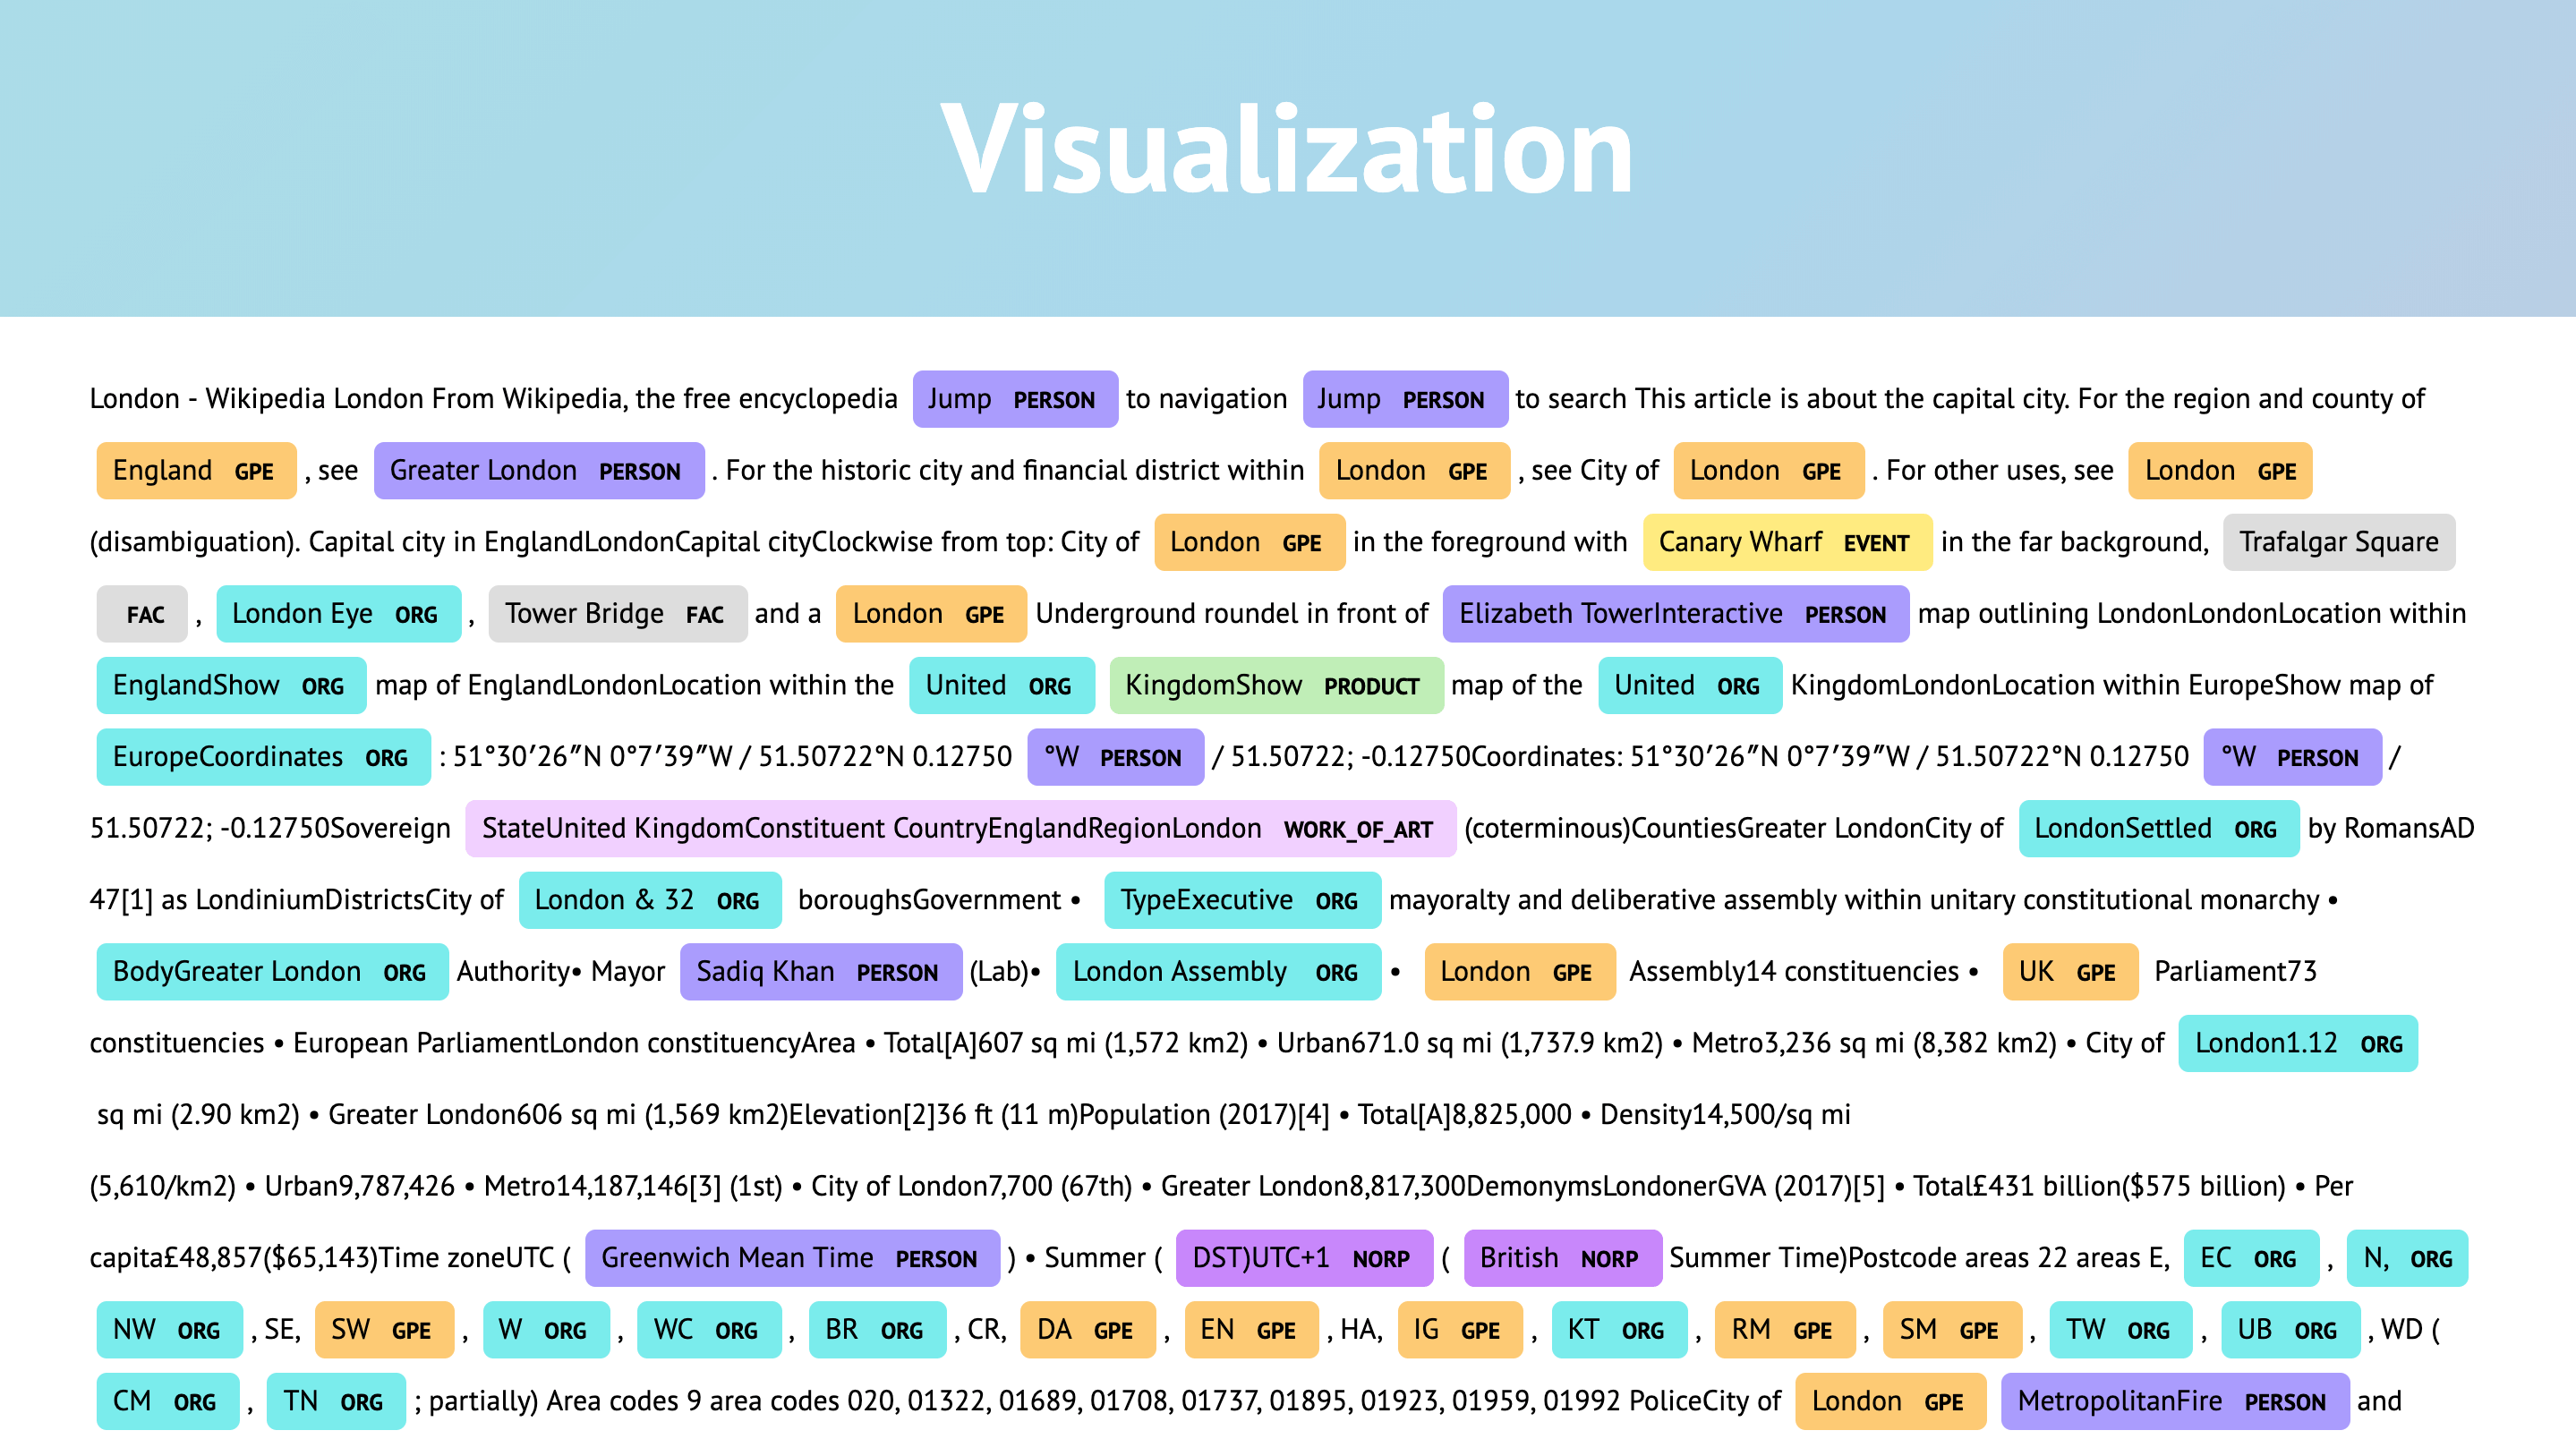 Visualization
London - Wikipedia London From Wikipedia, the free encyclopedia Jump PERSON to navigation Jump PERSON to search This article is about the capital city. For the region and county of
England GPE , see Greater London PERSON . For the historic city and financial district within London GPE , see City of London GPE . For other uses, see London GPE
(disambiguation). Capital city in EnglandLondonCapital cityClockwise from top: City of London GPE in the foreground with Canary Wharf EVENT in the far background, Trafalgar Square
FAC , London Eye ORG , Tower Bridge FAC and a London GPE Underground roundel in front of Elizabeth TowerInteractive PERSON map outlining LondonLondonLocation within
EnglandShow ORG map of EnglandLondonLocation within the United ORG KingdomShow PRODUCT map of the United ORG KingdomLondonLocation within EuropeShow map of
EuropeCoordinates ORG : 51°30′26″N 0°7′39″W / 51.50722°N 0.12750 °W PERSON / 51.50722; -0.12750Coordinates: 51°30′26″N 0°7′39″W / 51.50722°N 0.12750 °W PERSON /
51.50722; -0.12750Sovereign StateUnited KingdomConstituent CountryEnglandRegionLondon WORK_OF_ART (coterminous)CountiesGreater LondonCity of LondonSettled ORG by RomansAD
47[1] as LondiniumDistrictsCity of London & 32 ORG boroughsGovernment • TypeExecutive ORG mayoralty and deliberative assembly within unitary constitutional monarchy •
BodyGreater London ORG Authority• Mayor Sadiq Khan PERSON (Lab)• London Assembly ORG • London GPE Assembly14 constituencies • UK GPE Parliament73
constituencies • European ParliamentLondon constituencyArea • Total[A]607 sq mi (1,572 km2) • Urban671.0 sq mi (1,737.9 km2) • Metro3,236 sq mi (8,382 km2) • City of London1.12 ORG
sq mi (2.90 km2) • Greater London606 sq mi (1,569 km2)Elevation[2]36 ft (11 m)Population (2017)[4] • Total[A]8,825,000 • Density14,500/sq mi
(5,610/km2) • Urban9,787,426 • Metro14,187,146[3] (1st) • City of London7,700 (67th) • Greater London8,817,300DemonymsLondonerGVA (2017)[5] • Total£431 billion($575 billion) • Per
capita£48,857($65,143)Time zoneUTC ( Greenwich Mean Time PERSON ) • Summer ( DST)UTC+1 NORP ( British NORP Summer Time)Postcode areas 22 areas E, EC ORG , N, ORG
NW ORG , SE, SW GPE , W ORG , WC ORG , BR ORG , CR, DA GPE , EN GPE , HA, IG GPE , KT ORG , RM GPE , SM GPE , TW ORG , UB ORG , WD (
CM ORG , TN ORG ; partially) Area codes 9 area codes 020, 01322, 01689, 01708, 01737, 01895, 01923, 01959, 01992 PoliceCity of London GPE MetropolitanFire PERSON and